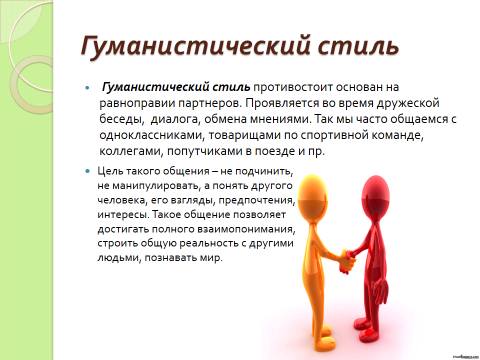 Гуманистический стиль
Гуманистический стиль противостоит основан на
равноправии партнеров. Проявляется во время дружеской
беседы, диалога, обмена мнениями. Так мы часто общаемся с
одноклассниками, товарищами по спортивной команде,
коллегами, попутчиками в поезде и пр.
Цель такого общения – не подчинить,
не манипулировать, а понять другого
человека, его взгляды, предпочтения,
интересы. Такое общение позволяет
достигать полного взаимопонимания,
строить общую реальность с другими
людьми, познавать мир.